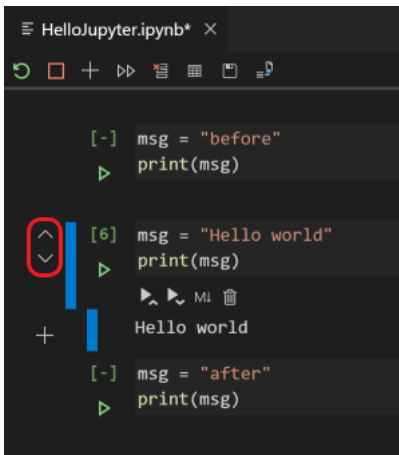 HelloJupyter.ipynb*
[-] msg = "before"
print(msg)
[6] msg = "Hello world"
print(msg)
M↓
Hello world
[-] msg = "after"
print(msg)